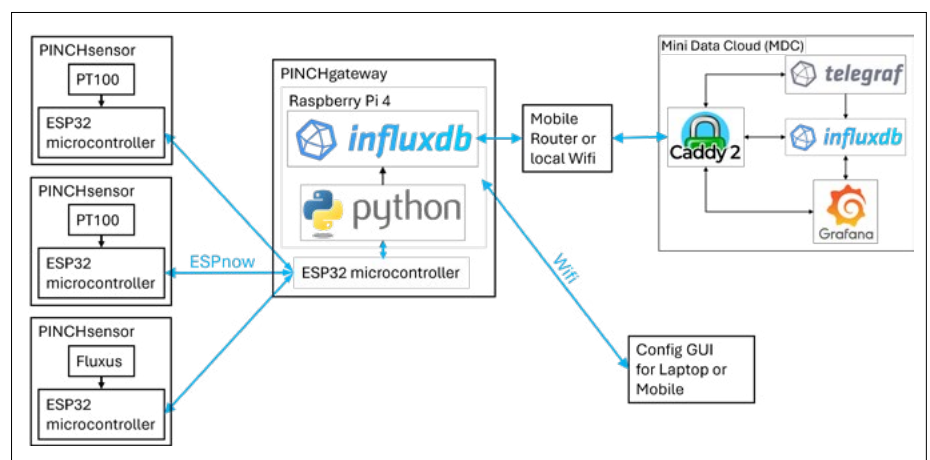 PINCHsensor
PT100
ESP32
microcontroller
PINCHsensor
PT100
ESP32
microcontroller
PINCHsensor
Fluxus
ESP32
microcontroller
ESPnow
PINCHgateway
Raspberry Pi 4
influxdb
python
ESP32 microcontroller
Mobile
Router or
local Wifi
Wifi
Config GUI
for Laptop or
Mobile
Mini Data Cloud (MDC)
telegraf
Caddy 2
influxdb
Grafana